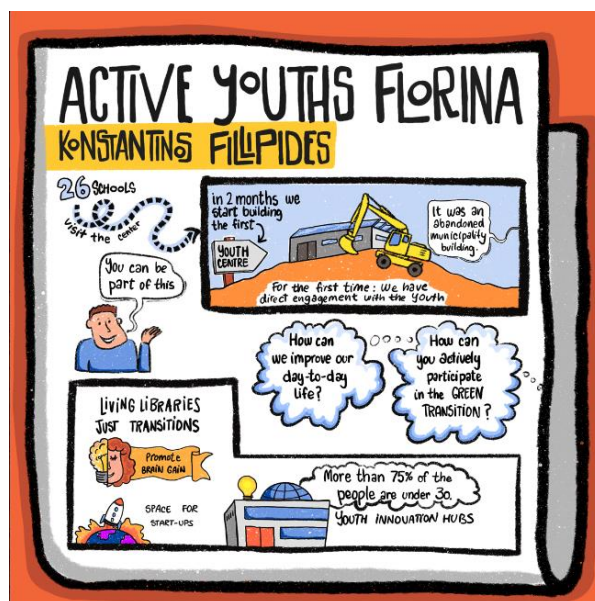 ACTIVE YOUTHS FLORINA
KONSTANTINOS FILLIPIDES
26 SCHOOLS
visit the center
in 2 months we
start building
the first
YOUTH
CENTRE
It was an
abandoned
municipality
building.
For the first time: we have
direct engagement with the youth
You can be
part of this
How can
we improve our
day-to-day
life?
How can
you actively
participate
in the GREEN
TRANSITION?
LIVING LIBRARIES
JUST TRANSITIONS
Promote
BRAIN GAIN
SPACE FOR
START-UPS
More than 75% of the
people are under 30.
YOUTH INNOVATION HUBS